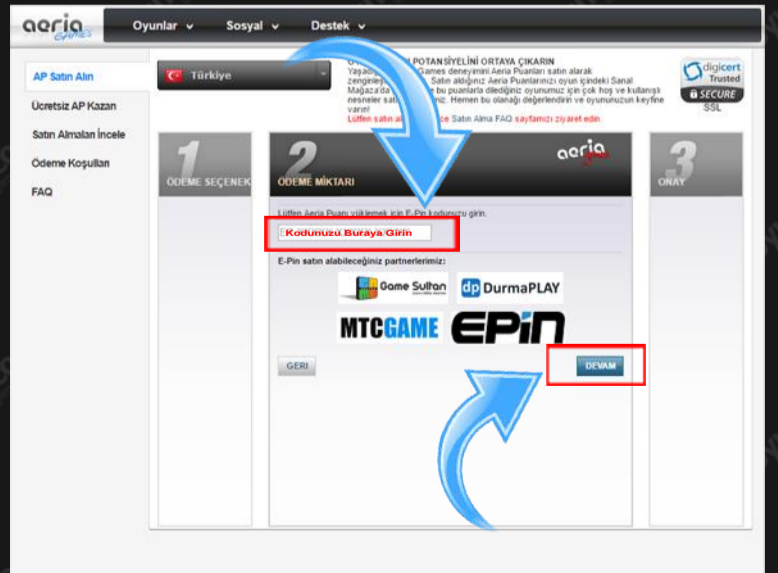 aeria
GAMES
Oyunlar
Sosyal
Destek
AP Satın Alın
Ücretsiz AP Kazan
Satın Almaları İncele
Ödeme Koşulları
FAQ
Türkiye
POTANSİYELİNİ ORTAYA ÇIKARIN
Games deneyimini Aeria Puanları satın alarak
Satın aldığınız Aeria Puanlarınızı oyun içindeki Sanal
bu puanlarla dilediğiniz oyunumuz için çok hoş ve kullanışlı
nesneler Hemen bu olanağı değerlendirin ve oyununuzun keyfine
varın!
Lütfen satın Satın Alma FAQ sayfamızı ziyaret edin.
digicert
Trusted
SECURE
SSL
1
ÖDEME SEÇENEK
2
ÖDEME MİKTARI
aeria
3
ONAY
Lütfen Aeria Puanı yüklemek için E-Pin kodunuzu girin.
Kodunuzu Buraya Girin
E-Pin satın alabileceğiniz partnerlerimiz:
Game Sultan
dp DurmaPLAY
MTCGAME
EPiN
GERI
DEVAM